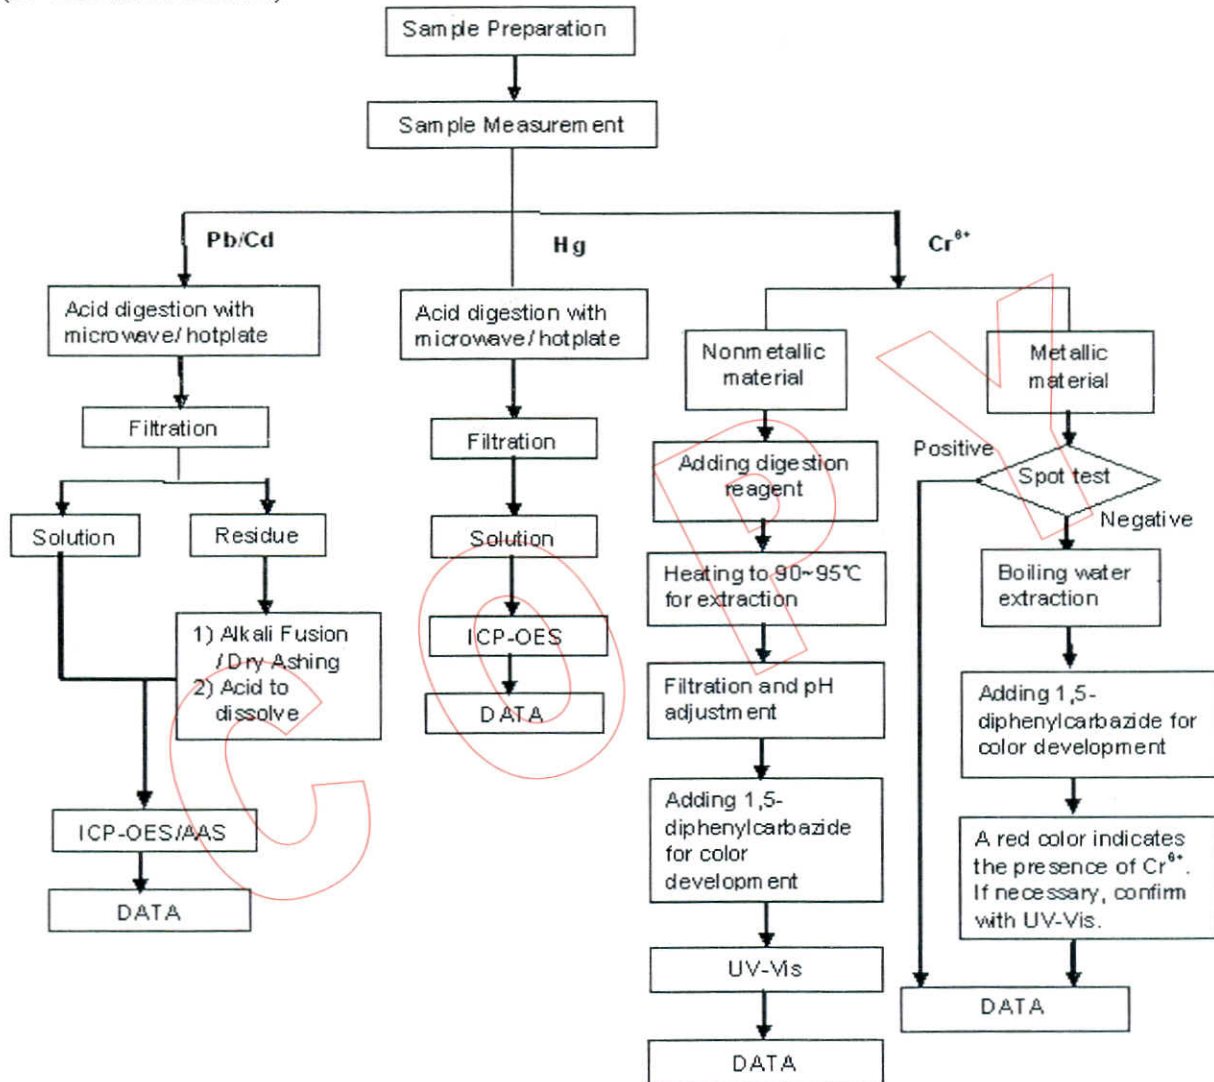 Sample Preparation
Sample Measurement
Pb/Cd
Hg
Cr⁶⁺
Acid digestion with
microwave/ hotplate
Filtration
Solution
Residue
1) Alkali Fusion
/ Dry Ashing
2) Acid to
dissolve
ICP-OES/AAS
DATA
Acid digestion with
microwave/ hotplate
Filtration
Solution
ICP-OES
DATA
Nonmetallic
material
Adding digestion
reagent
Heating to 90~95℃
for extraction
Filtration and pH
adjustment
Adding 1,5-
diphenylcarbazide
for color
development
UV-Vis
DATA
Metallic
material
Positive
Spot test
Negative
Boiling water
extraction
Adding 1,5-
diphenylcarbazide for
color development
A red color indicates
the presence of Cr⁶⁺.
If necessary, confirm
with UV-Vis.
DATA
COPY